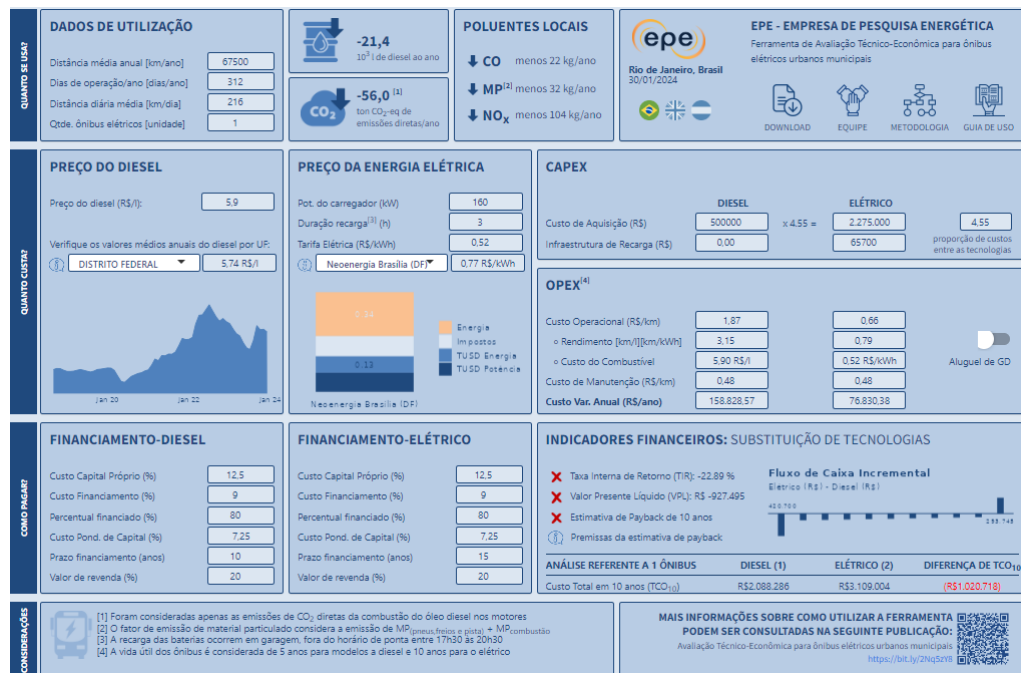 QUANTO SE USA?
DADOS DE UTILIZAÇÃO
Distância média anual [km/ano] 67500
Dias de operação/ano [dias/ano] 312
Distância diária média [km/dia] 216
Qtde. ônibus elétricos [unidade] 1
-21,4
10³ l de diesel ao ano
CO₂
-56,0 [1]
ton CO₂-eq de
emissões diretas/ano
POLUENTES LOCAIS
CO menos 22 kg/ano
MP[2] menos 32 kg/ano
NOx menos 104 kg/ano
epe
Rio de Janeiro, Brasil
30/01/2024
EPE - EMPRESA DE PESQUISA ENERGÉTICA
Ferramenta de Avaliação Técnico-Econômica para ônibus
elétricos urbanos municipais
DOWNLOAD EQUIPE METODOLOGIA GUIA DE USO
QUANTO CUSTA?
PREÇO DO DIESEL
Preço do diesel (R$/l): 5,9
Verifique os valores médios anuais do diesel por UF:
DISTRITO FEDERAL 5,74 R$/l
Jan 20 Jan 22 Jan 24
PREÇO DA ENERGIA ELÉTRICA
Pot. do carregador (kW) 160
Duração recarga[3] (h) 3
Tarifa Elétrica (R$/kWh) 0,52
Neoenergia Brasília (DF) 0,77 R$/kWh
0.34
0.13
Energia
Impostos
TUSD Energia
TUSD Potência
Neoenergia Brasília (DF)
CAPEX
DIESEL ELÉTRICO
Custo de Aquisição (R$) 500000 x 4.55 = 2.275.000 4,55
Infraestrutura de Recarga (R$) 0,00 65700
proporção de custos
entre as tecnologias
OPEX[4]
Custo Operacional (R$/km) 1,87 0,66
Rendimento [km/l][km/kWh] 3,15 0,79
Custo do Combustível 5,90 R$/l 0,52 R$/kWh
Custo de Manutenção (R$/km) 0,48 0,48
Custo Var. Anual (R$/ano) 158.828,57 76.830,38
Aluguel de GD
COMO PAGAR?
FINANCIAMENTO-DIESEL
Custo Capital Próprio (%) 12,5
Custo Financiamento (%) 9
Percentual financiado (%) 80
Custo Pond. de Capital (%) 7,25
Prazo financiamento (anos) 10
Valor de revenda (%) 20
FINANCIAMENTO-ELÉTRICO
Custo Capital Próprio (%) 12,5
Custo Financiamento (%) 9
Percentual financiado (%) 80
Custo Pond. de Capital (%) 7,25
Prazo financiamento (anos) 15
Valor de revenda (%) 20
INDICADORES FINANCEIROS: SUBSTITUIÇÃO DE TECNOLOGIAS
Taxa Interna de Retorno (TIR): -22.89 %
Valor Presente Líquido (VPL): R$ -927.495
Estimativa de Payback de 10 anos
Premissas da estimativa de payback
Fluxo de Caixa Incremental
Eletrico (R$) - Diesel (R$)
ANÁLISE REFERENTE A 1 ÔNIBUS DIESEL (1) ELÉTRICO (2) DIFERENÇA DE TCO₁₀
Custo Total em 10 anos (TCO₁₀) R$2.088.286 R$3.109.004 (R$1.020.718)
CONSIDERAÇÕES
[1] Foram consideradas apenas as emissões de CO₂ diretas da combustão do óleo diesel nos motores
[2] O fator de emissão de material particulado considera a emissão de MP(pneus,freios e pista) + MPcombustão
[3] A recarga das baterias ocorrem em garagem, fora do horário de ponta entre 17h30 às 20h30
[4] A vida útil dos ônibus é considerada de 5 anos para modelos a diesel e 10 anos para o elétrico
MAIS INFORMAÇÕES SOBRE COMO UTILIZAR A FERRAMENTA
PODEM SER CONSULTADAS NA SEGUINTE PUBLICAÇÃO:
Avaliação Técnico-Econômica para ônibus elétricos urbanos municipais
https://bit.ly/2Nq5zY8